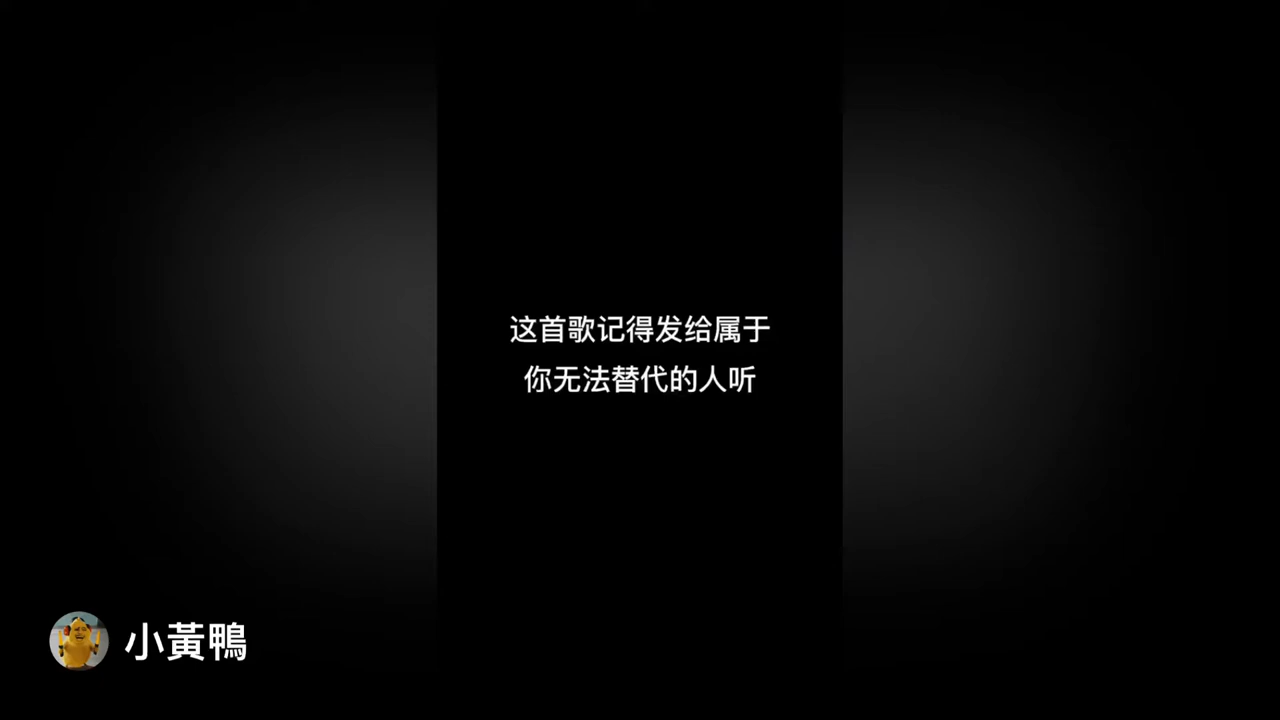 这首歌记得发给属于
你无法替代的人听
小黃鴨